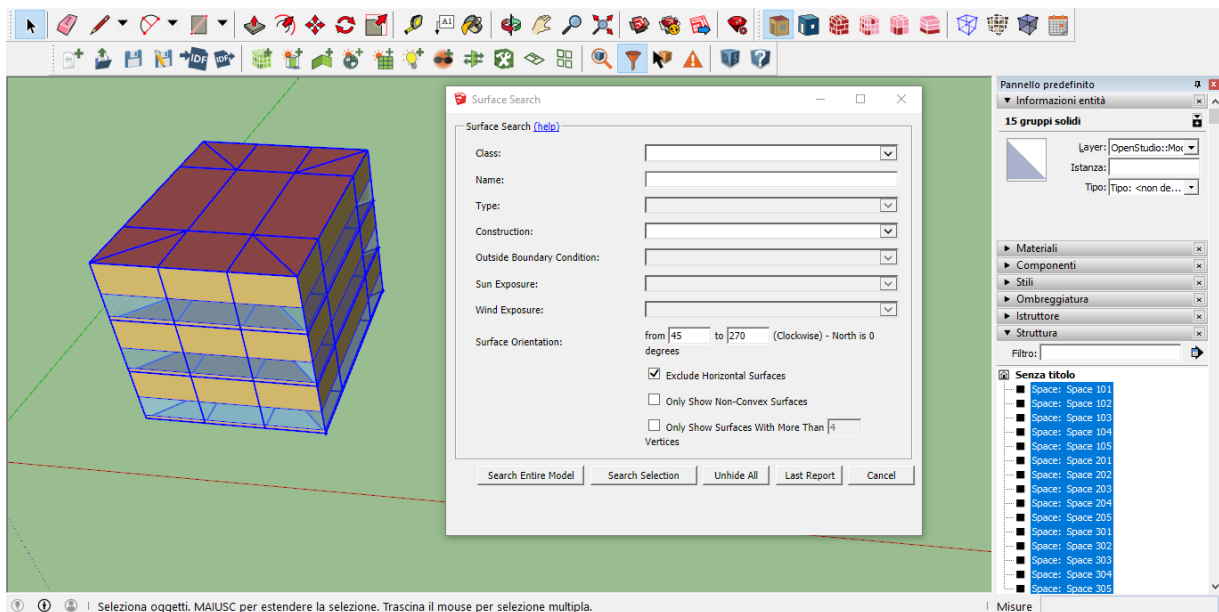 A1
IDF
IDF
Surface Search
Surface Search (help)
Class:
Name:
Type:
Construction:
Outside Boundary Condition:
Sun Exposure:
Wind Exposure:
Surface Orientation:
from 45 to 270 (Clockwise) - North is 0
degrees
Exclude Horizontal Surfaces
Only Show Non-Convex Surfaces
Only Show Surfaces With More Than 4
Vertices
Search Entire Model
Search Selection
Unhide All
Last Report
Cancel
Pannello predefinito
Informazioni entità
15 gruppi solidi
Layer: OpenStudio::Moc
Istanza:
Tipo: Tipo: <non de...
Materiali
Componenti
Stili
Ombreggiatura
Istruttore
Struttura
Filtro:
Senza titolo
Space: Space 101
Space: Space 102
Space: Space 103
Space: Space 104
Space: Space 105
Space: Space 201
Space: Space 202
Space: Space 203
Space: Space 204
Space: Space 205
Space: Space 301
Space: Space 302
Space: Space 303
Space: Space 304
Space: Space 305
Seleziona oggetti. MAIUSC per estendere la selezione. Trascina il mouse per selezione multipla.
Misure